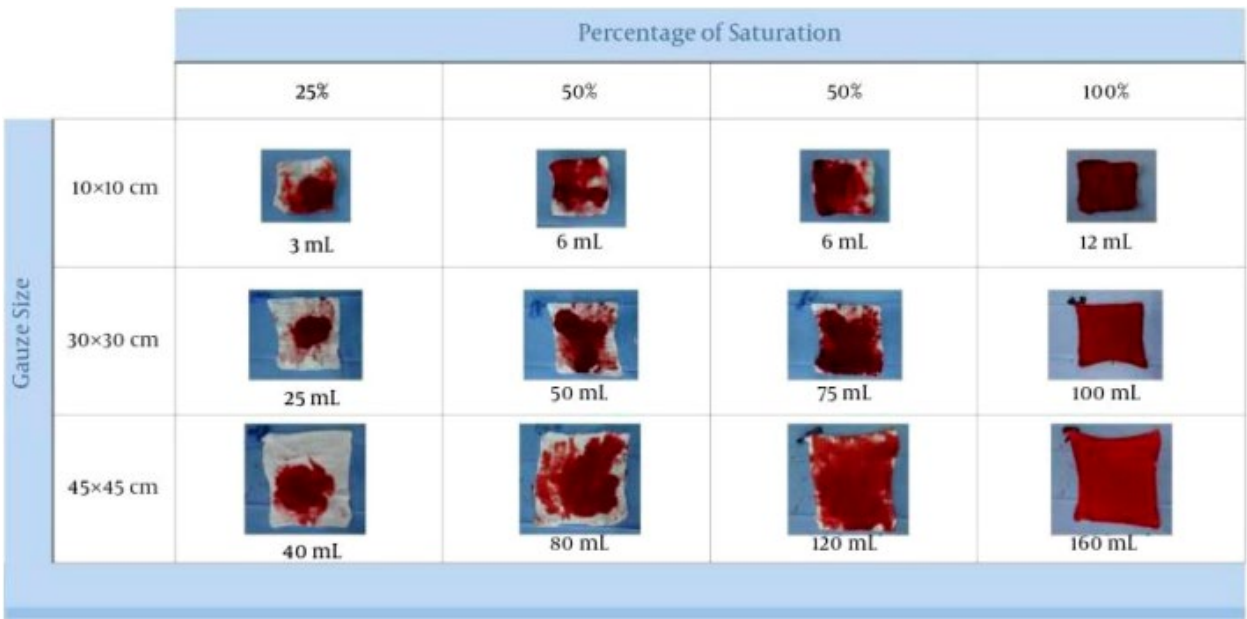 Percentage of Saturation
25% 50% 50% 100%
Gauze Size
10×10 cm
3 mL 6 mL 6 mL 12 mL
30×30 cm
25 mL 50 mL 75 mL 100 mL
45×45 cm
40 mL 80 mL 120 mL 160 mL